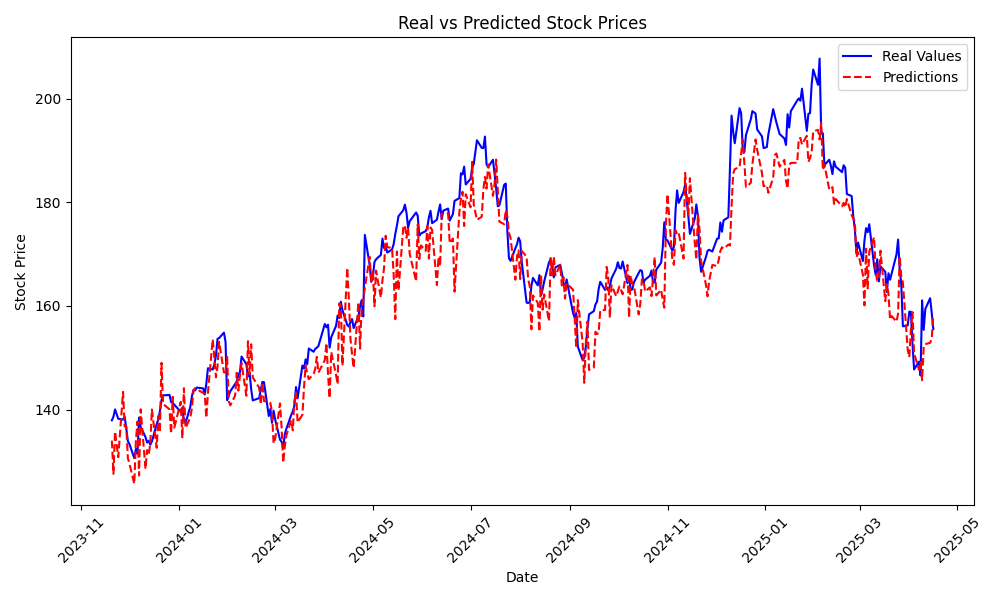 Real vs Predicted Stock Prices
Real Values
Predictions
Stock Price
200
180
160
140
2023-11
2024-01
2024-03
2024-05
2024-07
2024-09
2024-11
2025-01
2025-03
2025-05
Date